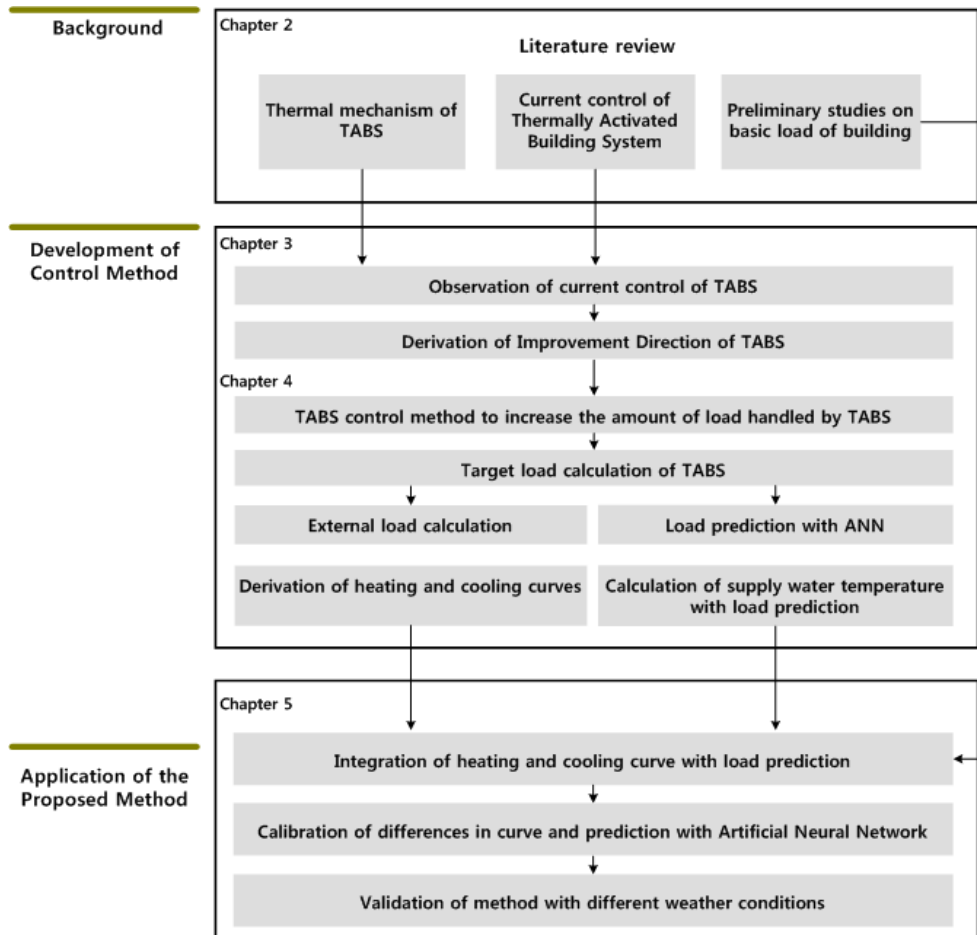 Background
Chapter 2
Literature review
Thermal mechanism of
TABS
Current control of
Thermally Activated
Building System
Preliminary studies on
basic load of building
Development of
Control Method
Chapter 3
Observation of current control of TABS
Derivation of Improvement Direction of TABS
Chapter 4
TABS control method to increase the amount of load handled by TABS
Target load calculation of TABS
External load calculation
Load prediction with ANN
Derivation of heating and cooling curves
Calculation of supply water temperature
with load prediction
Application of the
Proposed Method
Chapter 5
Integration of heating and cooling curve with load prediction
Calibration of differences in curve and prediction with Artificial Neural Network
Validation of method with different weather conditions